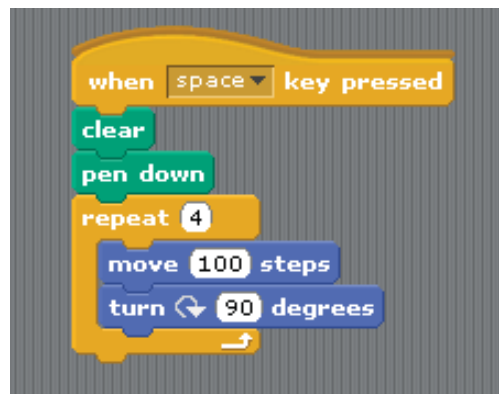 when space key pressed
clear
pen down
repeat 4
move 100 steps
turn 90 degrees